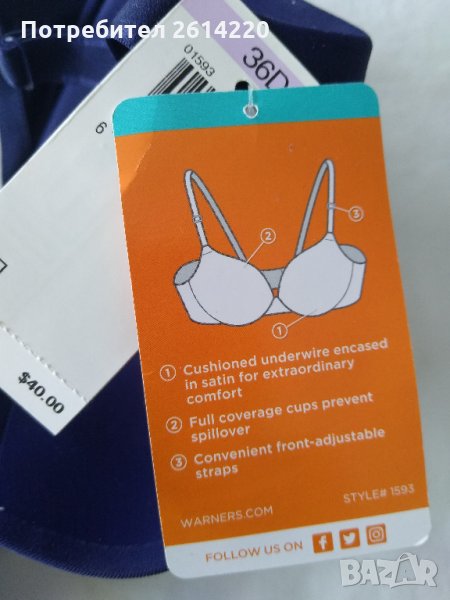 Потребител 2614220
01593
36D
6
$40.00
2
3
1
1 Cushioned underwire encased
in satin for extraordinary
comfort
2 Full coverage cups prevent
spillover
3 Convenient front-adjustable
straps
STYLE# 1593
WARNERS.COM
FOLLOW US ON
BAZAR